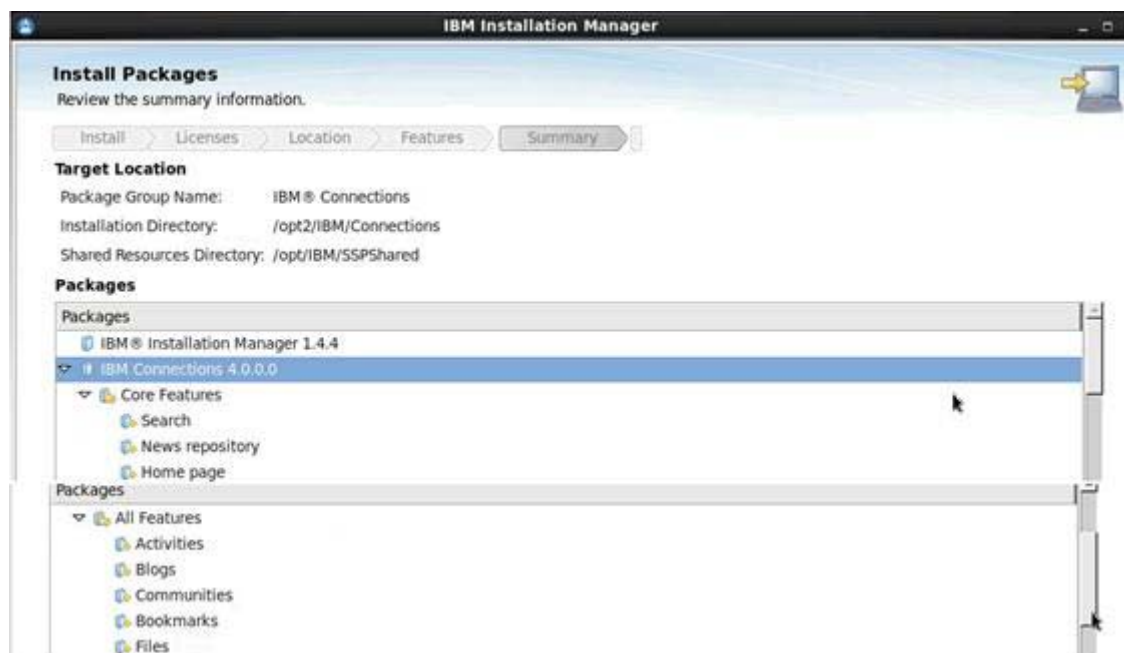 IBM Installation Manager
Install Packages
Review the summary information.
Install Licenses Location Features Summary
Target Location
Package Group Name: IBM® Connections
Installation Directory: /opt2/IBM/Connections
Shared Resources Directory: /opt/IBM/SSPShared
Packages
Packages
IBM® Installation Manager 1.4.4
IBM Connections 4.0.0.0
Core Features
Search
News repository
Home page
Packages
All Features
Activities
Blogs
Communities
Bookmarks
Files